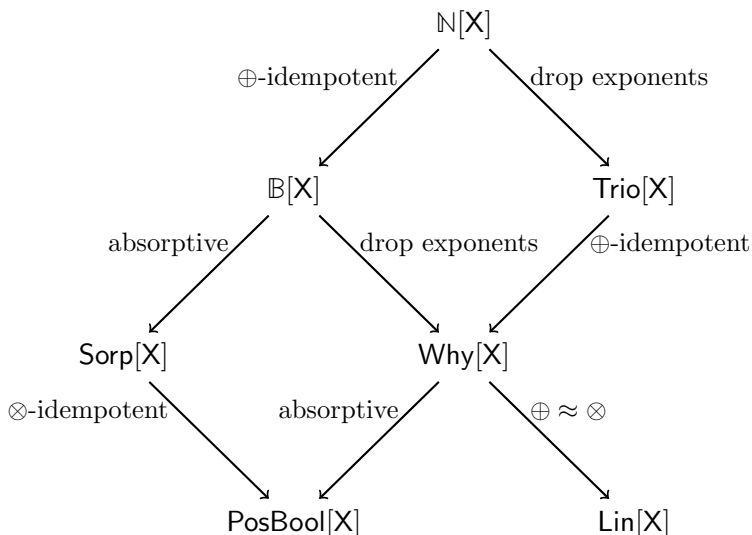 ℕ[X]
⊕-idempotent drop exponents
𝔹[X] Trio[X]
absorptive drop exponents ⊕-idempotent
Sorp[X] Why[X]
⊗-idempotent absorptive ⊕ ≈ ⊗
PosBool[X] Lin[X]